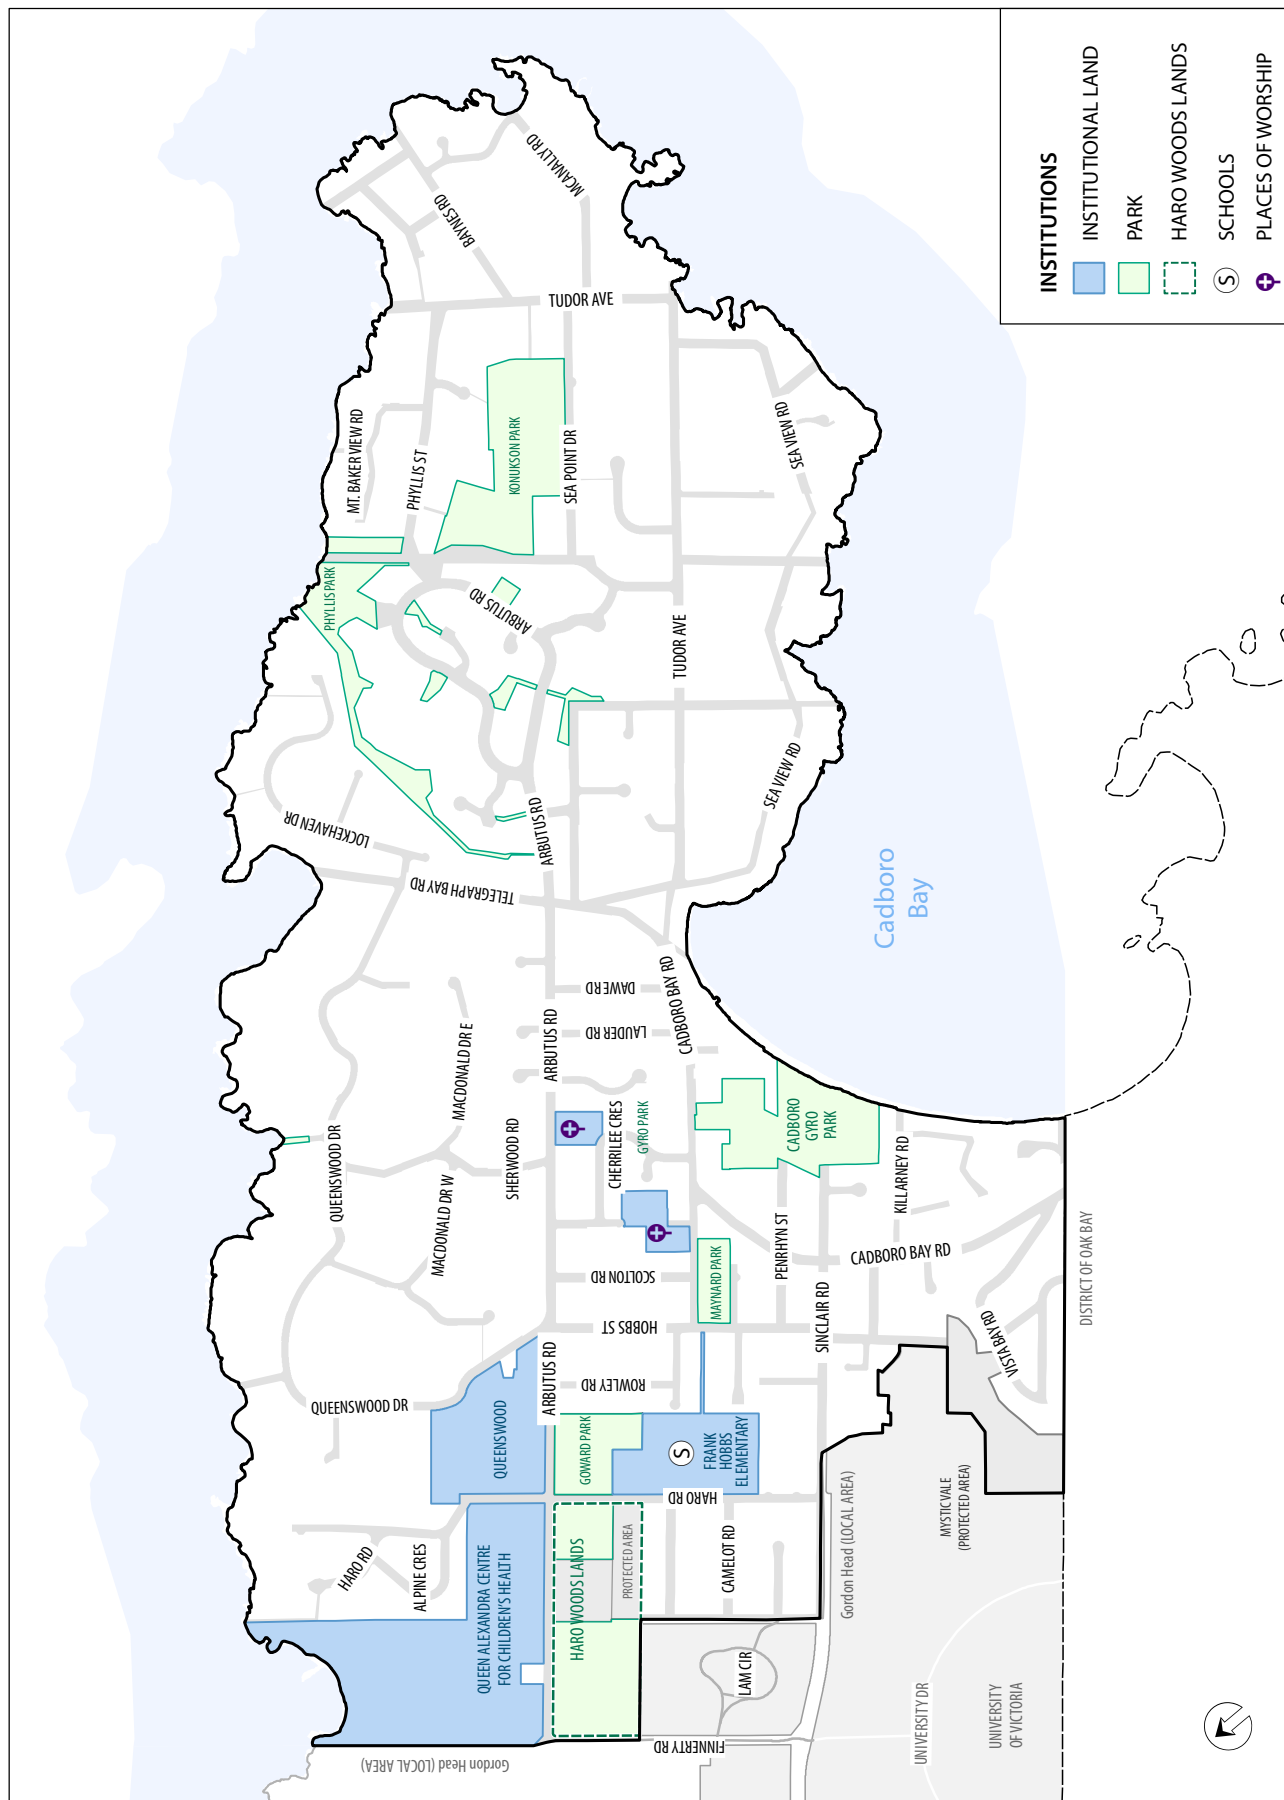 INSTITUTIONS
INSTITUTIONAL LAND
PARK
HARO WOODS LANDS
S
SCHOOLS
PLACES OF WORSHIP
MCANALLY RD
BAYNES RD
TUDOR AVE
MT. BAKER VIEW RD
PHYLLIS ST
KONUKSON PARK
SEA POINT DR
SEA VIEW RD
PHYLLIS PARK
ARBUTUS RD
TUDOR AVE
SEA VIEW RD
LOCKEHAVEN DR
ARBUTUS RD
TELEGRAPH BAY RD
Cadboro
Bay
DAWE RD
CADBORO BAY RD
LAUDER RD
ARBUTUS RD
MACDONALD DR E
SHERWOOD RD
CHERRILEE CRES
GYRO PARK
CADBORO
GYRO
PARK
QUEENSWOOD DR
MACDONALD DR W
KILLARNEY RD
PENRHYN ST
CADBORO BAY RD
SCOLTON RD
MAYNARD PARK
DISTRICT OF OAK BAY
HOBBS ST
SINCLAIR RD
VISTA BAY RD
ARBUTUS RD
ROWLEY RD
QUEENSWOOD DR
QUEENSWOOD
GOWARD PARK
S
FRANK
HOBBS
ELEMENTARY
HARO RD
MYSTIC VALE
(PROTECTED AREA)
Gordon Head (LOCAL AREA)
HARO RD
ALPINE CRES
QUEEN ALEXANDRA CENTRE
FOR CHILDREN'S HEALTH
HARO WOODS LANDS
PROTECTED AREA
CAMELOT RD
LAM CIR
FINNERTY RD
UNIVERSITY DR
UNIVERSITY
OF VICTORIA
Gordon Head (LOCAL AREA)